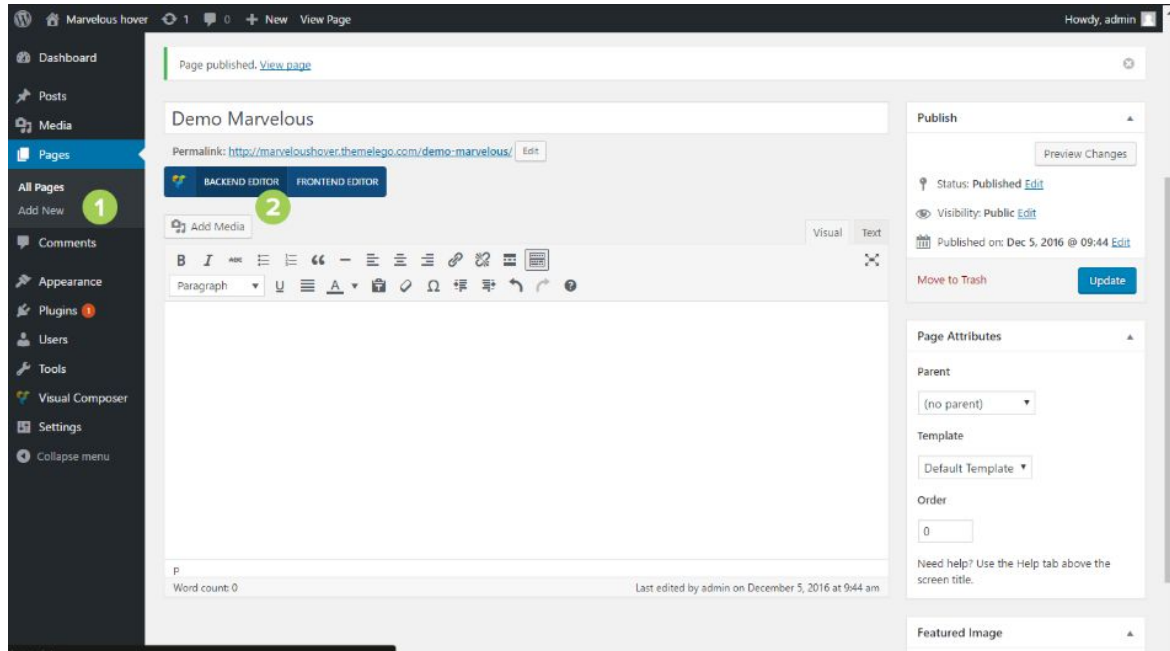 Marvelous hover 1 0 New View Page Howdy, admin
Dashboard
Posts
Media
Pages
All Pages
Add New
1
Comments
Appearance
Plugins 1
Users
Tools
Visual Composer
Settings
Collapse menu
Page published. View page
Demo Marvelous
Permalink: http://marveloushover.themelego.com/demo-marvelous/ Edit
BACKEND EDITOR FRONTEND EDITOR
2
Add Media
Visual Text
B I ABC
Paragraph U A Ω
p
Word count: 0 Last edited by admin on December 5, 2016 at 9:44 am
Publish
Preview Changes
Status: Published Edit
Visibility: Public Edit
Published on: Dec 5, 2016 @ 09:44 Edit
Move to Trash Update
Page Attributes
Parent
(no parent)
Template
Default Template
Order
0
Need help? Use the Help tab above the
screen title.
Featured Image